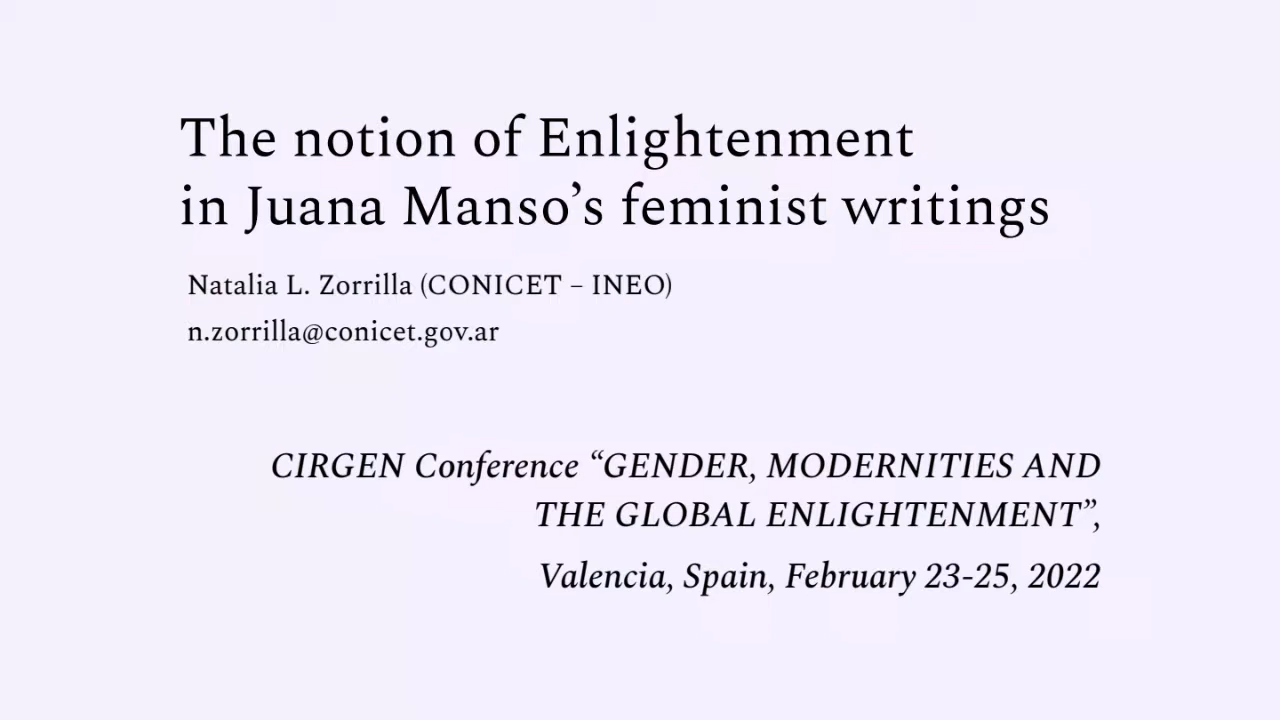 The notion of Enlightenment
in Juana Manso’s feminist writings
Natalia L. Zorrilla (CONICET – INEO)
n.zorrilla@conicet.gov.ar
CIRGEN Conference “GENDER, MODERNITIES AND
THE GLOBAL ENLIGHTENMENT”,
Valencia, Spain, February 23-25, 2022